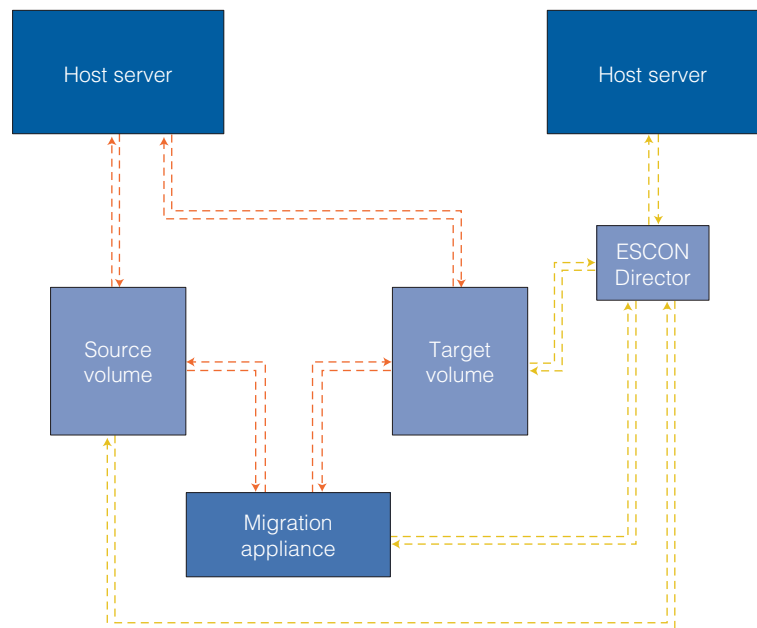 Host server
Host server
ESCON
Director
Source
volume
Target
volume
Migration
appliance